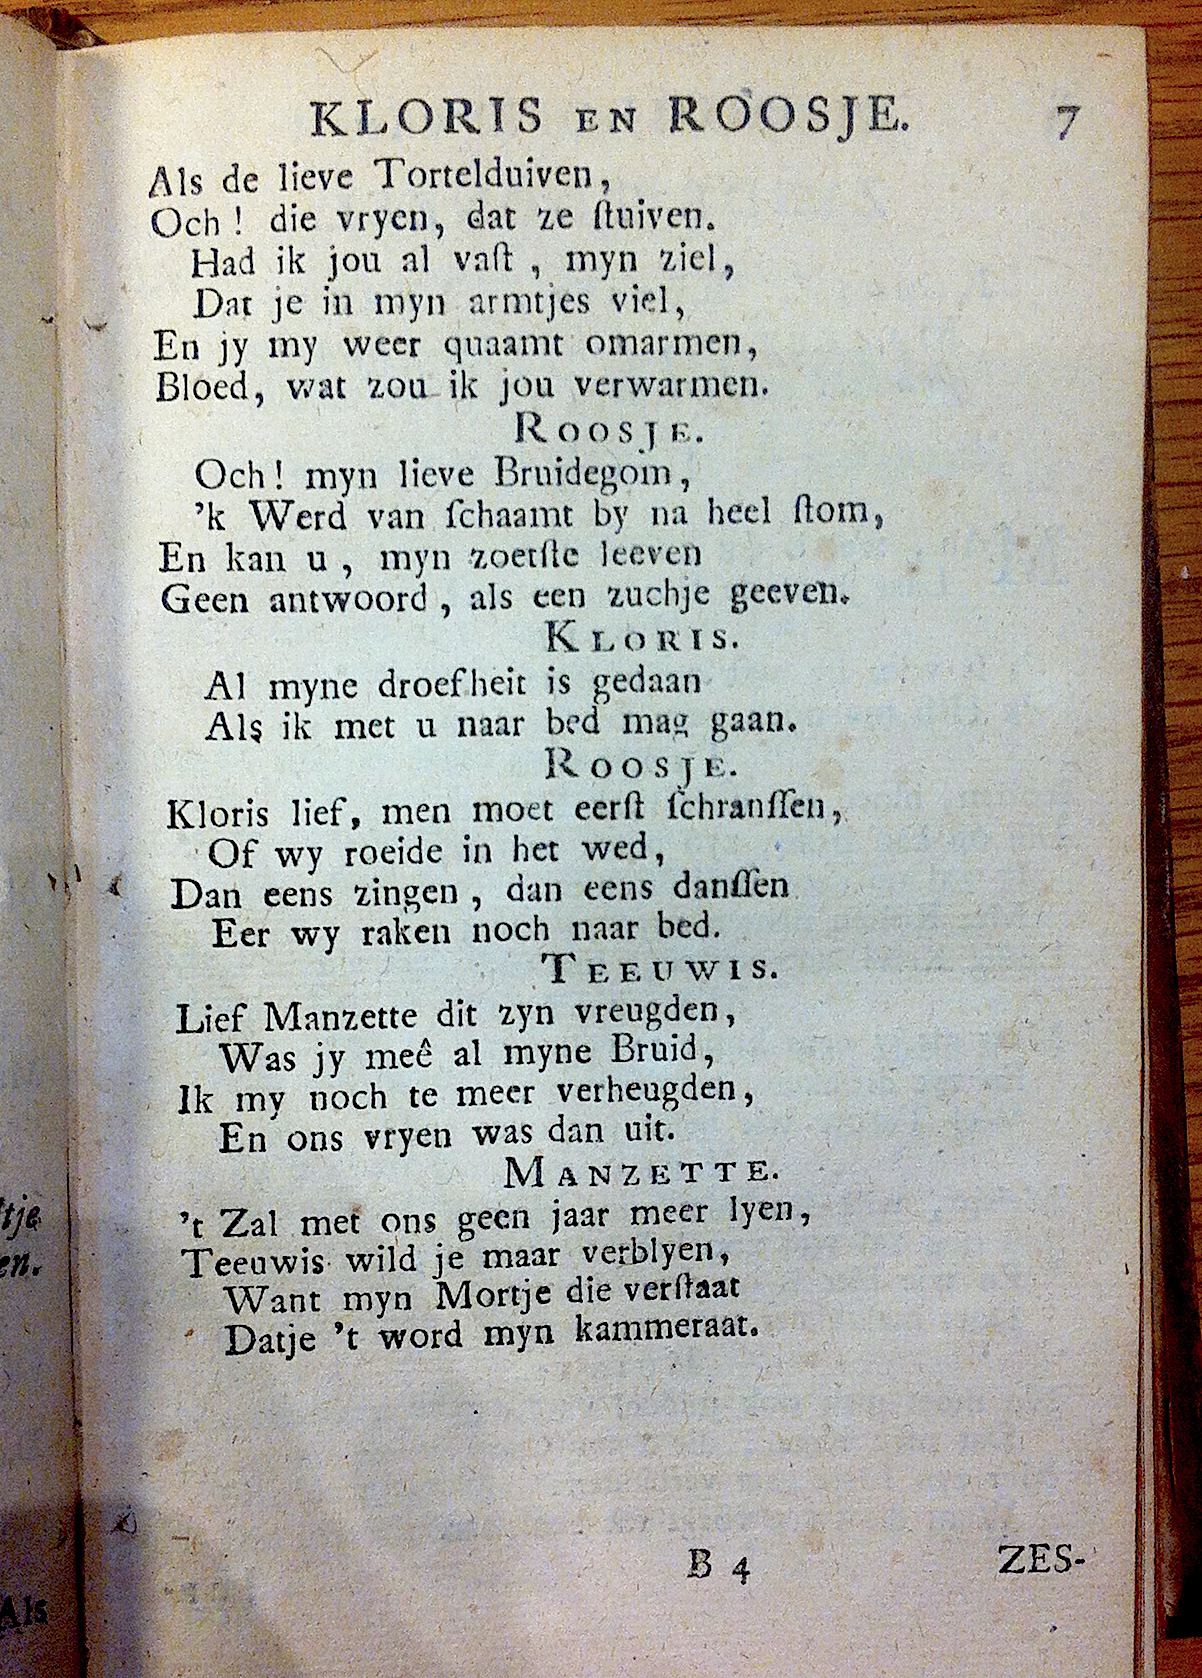 KLORIS EN ROOSJE. 7
Als de lieve Tortelduiven,
Och! die vryen, dat ze ſtuiven.
Had ik jou al vaſt, myn ziel,
Dat je in myn armtjes viel,
En jy my weer quaamt omarmen,
Bloed, wat zou ik jou verwarmen.
ROOSJE.
Och! myn lieve Bruidegom,
'k Werd van ſchaamt by na heel ſtom,
En kan u, myn zoetſte leeven
Geen antwoord, als een zuchje geeven.
KLORIS.
Al myne droefheit is gedaan
Als ik met u naar bed mag gaan.
ROOSJE.
Kloris lief, men moet eerſt ſchranſſen,
Of wy roeide in het wed,
Dan eens zingen, dan eens danſſen
Eer wy raken noch naar bed.
TEEUWIS.
Lief Manzette dit zyn vreugden,
Was jy meê al myne Bruid,
Ik my noch te meer verheugden,
En ons vryen was dan uit.
MANZETTE.
't Zal met ons geen jaar meer lyen,
Teeuwis wild je maar verblyen,
Want myn Mortje die verſtaat
Datje 't word myn kammeraat.
B 4 ZES-
tje
en.
Als